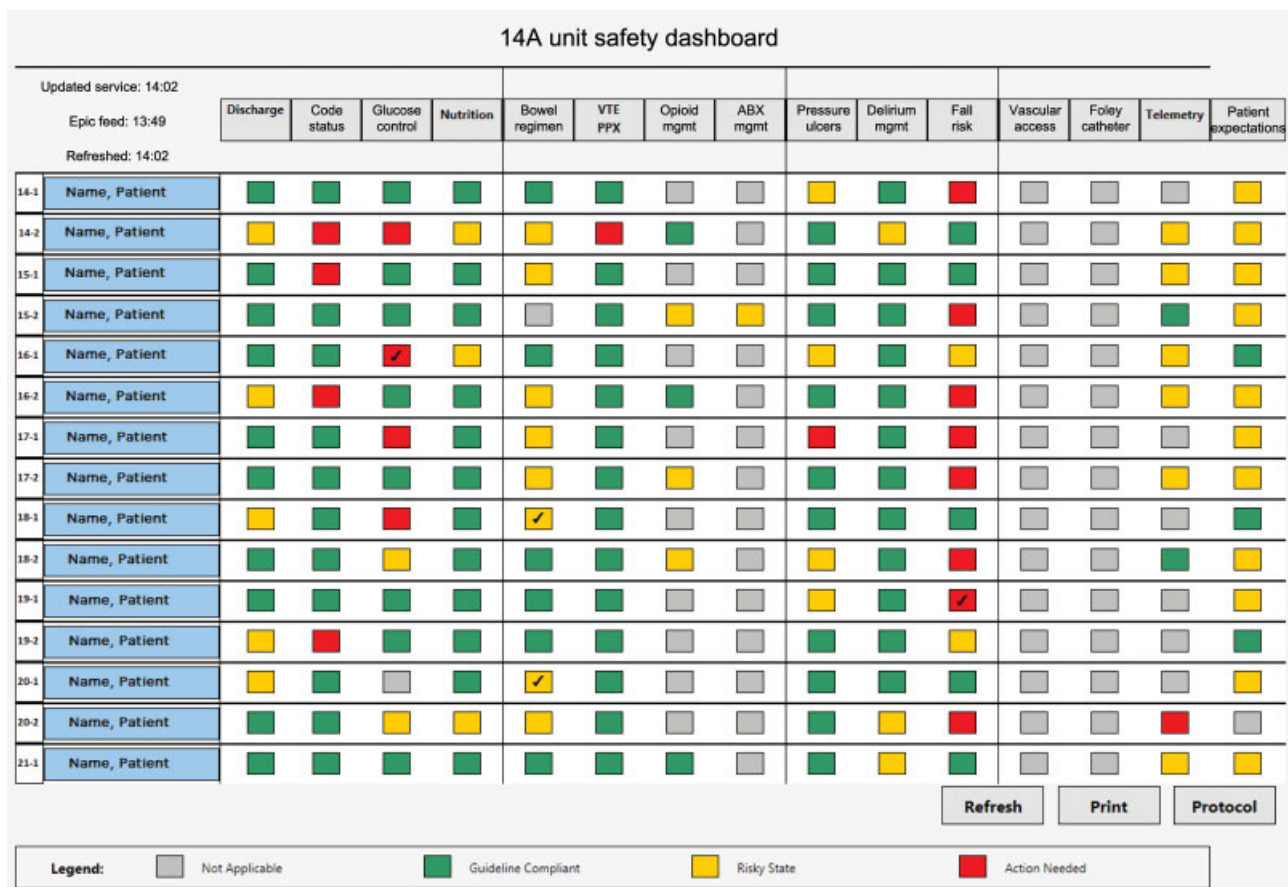 14A unit safety dashboard
Updated service: 14:02
Epic feed: 13:49
Refreshed: 14:02
Discharge
Code
status
Glucose
control
Nutrition
Bowel
regimen
VTE
PPX
Opioid
mgmt
ABX
mgmt
Pressure
ulcers
Delirium
mgmt
Fall
risk
Vascular
access
Foley
catheter
Telemetry
Patient
expectations
14-1 Name, Patient
14-2 Name, Patient
15-1 Name, Patient
15-2 Name, Patient
16-1 Name, Patient
16-2 Name, Patient
17-1 Name, Patient
17-2 Name, Patient
18-1 Name, Patient
18-2 Name, Patient
19-1 Name, Patient
19-2 Name, Patient
20-1 Name, Patient
20-2 Name, Patient
21-1 Name, Patient
Refresh Print Protocol
Legend: Not Applicable Guideline Compliant Risky State Action Needed